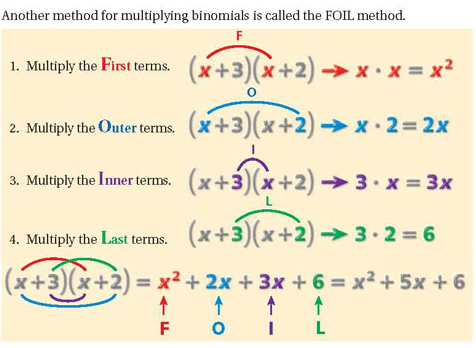 Another method for multiplying binomials is called the FOIL method.
F
1. Multiply the First terms. (x+3)(x+2) → x · x = x²
O
2. Multiply the Outer terms. (x+3)(x+2) → x · 2 = 2x
I
3. Multiply the Inner terms. (x+3)(x+2) → 3 · x = 3x
L
4. Multiply the Last terms. (x+3)(x+2) → 3 · 2 = 6
(x+3)(x+2) = x² + 2x + 3x + 6 = x² + 5x + 6
↑ ↑ ↑ ↑
F O I L